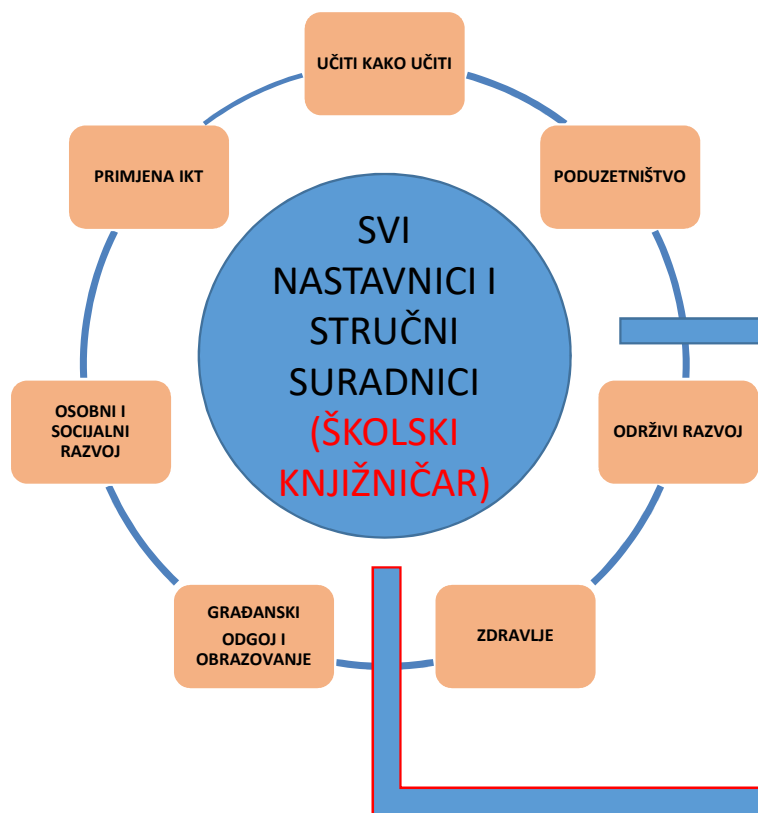 UČITI KAKO UČITI
PRIMJENA IKT
PODUZETNIŠTVO
SVI
NASTAVNICI I
STRUČNI
SURADNICI
(ŠKOLSKI
KNJIŽNIČAR)
OSOBNI I
SOCIJALNI
RAZVOJ
ODRŽIVI RAZVOJ
GRAĐANSKI
ODGOJ I
OBRAZOVANJE
ZDRAVLJE